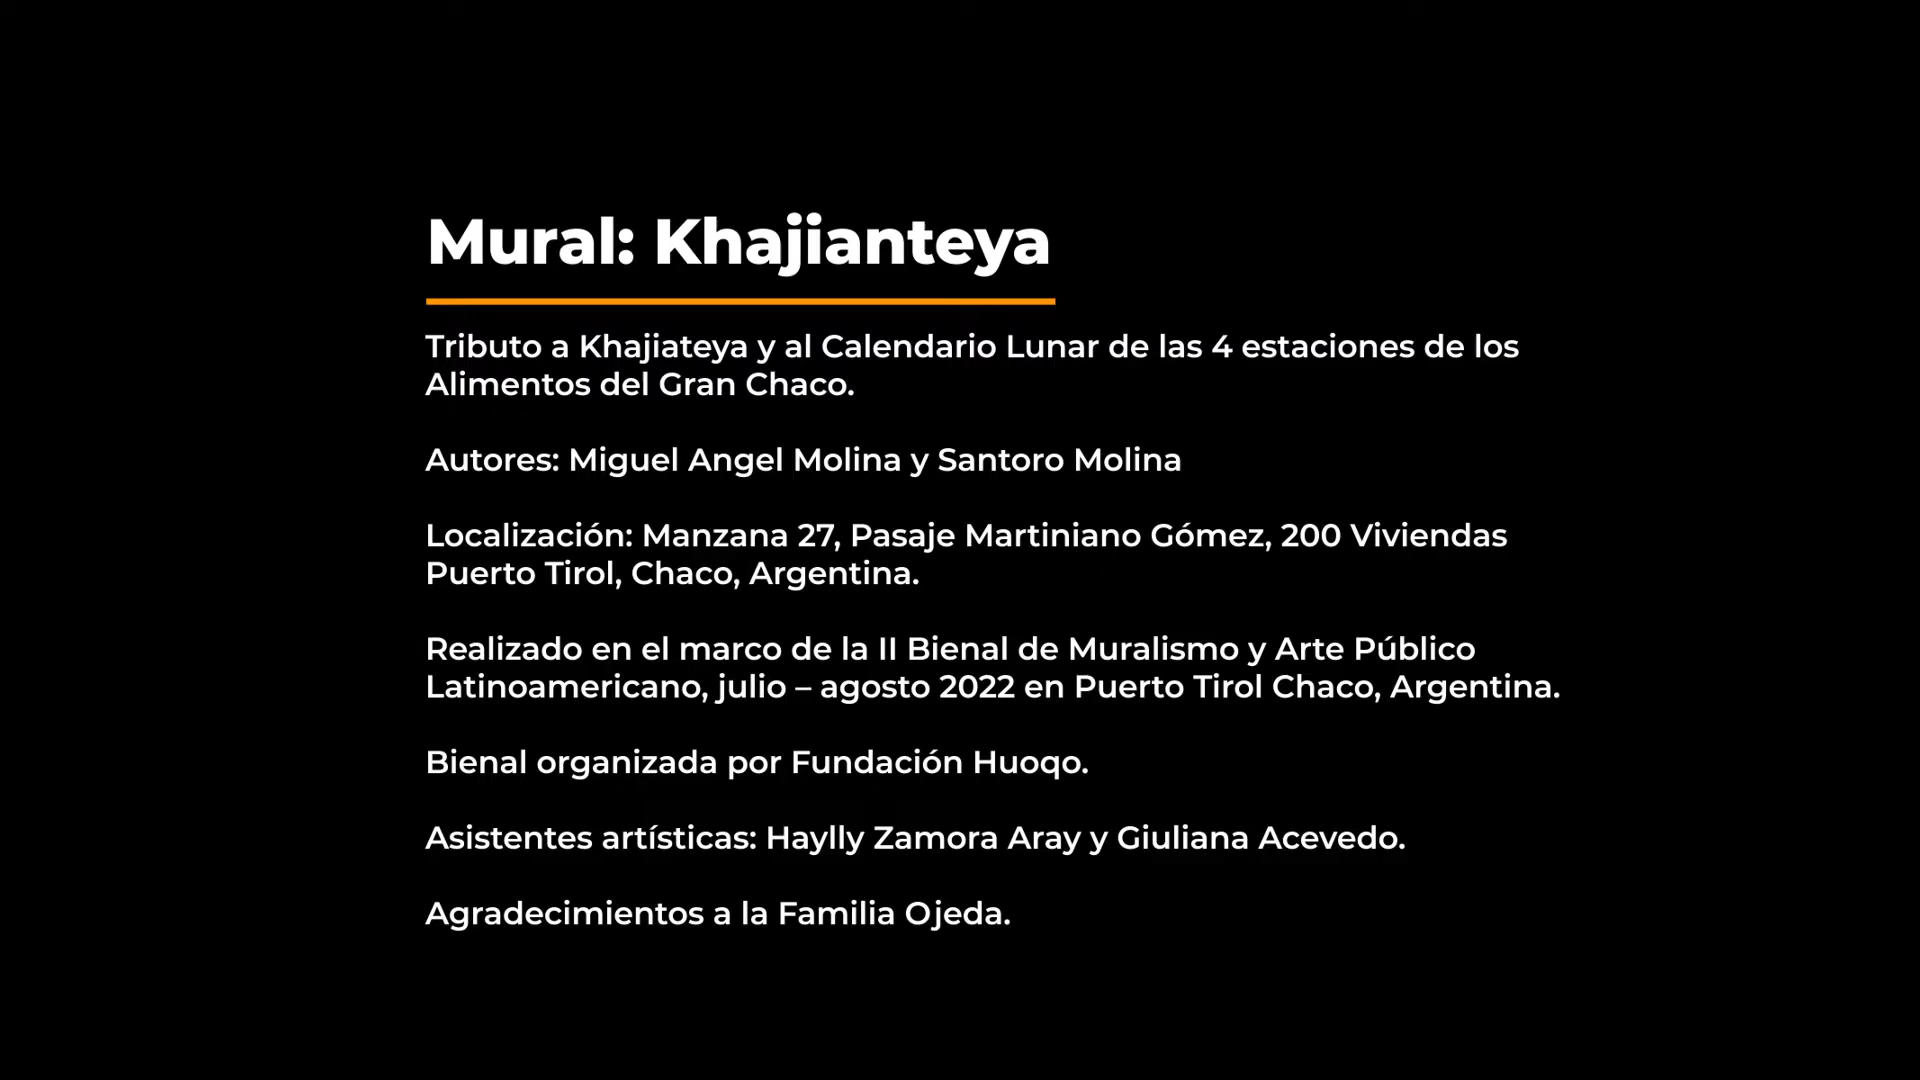 Mural: Khajianteya
Tributo a Khajiateya y al Calendario Lunar de las 4 estaciones de los
Alimentos del Gran Chaco.
Autores: Miguel Angel Molina y Santoro Molina
Localización: Manzana 27, Pasaje Martiniano Gómez, 200 Viviendas
Puerto Tirol, Chaco, Argentina.
Realizado en el marco de la II Bienal de Muralismo y Arte Público
Latinoamericano, julio – agosto 2022 en Puerto Tirol Chaco, Argentina.
Bienal organizada por Fundación Huoqo.
Asistentes artísticas: Haylly Zamora Aray y Giuliana Acevedo.
Agradecimientos a la Familia Ojeda.